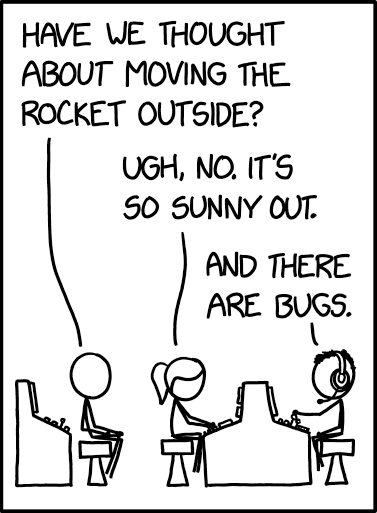 HAVE WE THOUGHT
ABOUT MOVING THE
ROCKET OUTSIDE?
UGH, NO. IT'S
SO SUNNY OUT.
AND THERE
ARE BUGS.